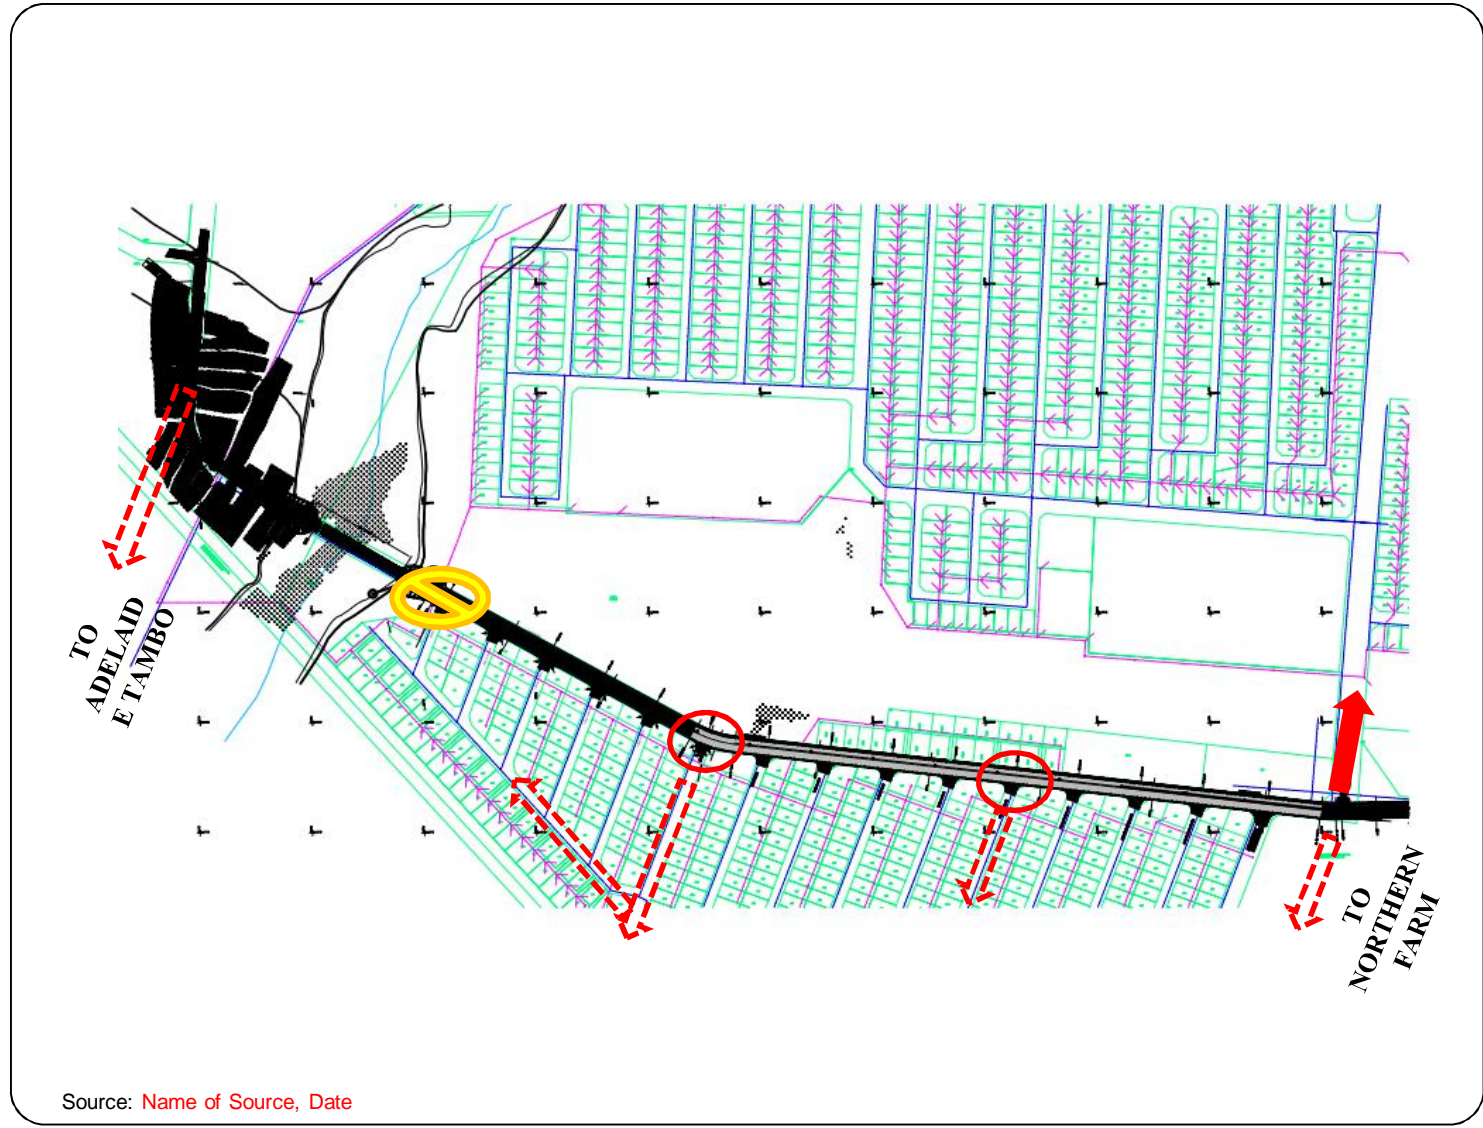 TO
ADELAID
E TAMBO
TO
NORTHERN
FARM
Source: Name of Source, Date